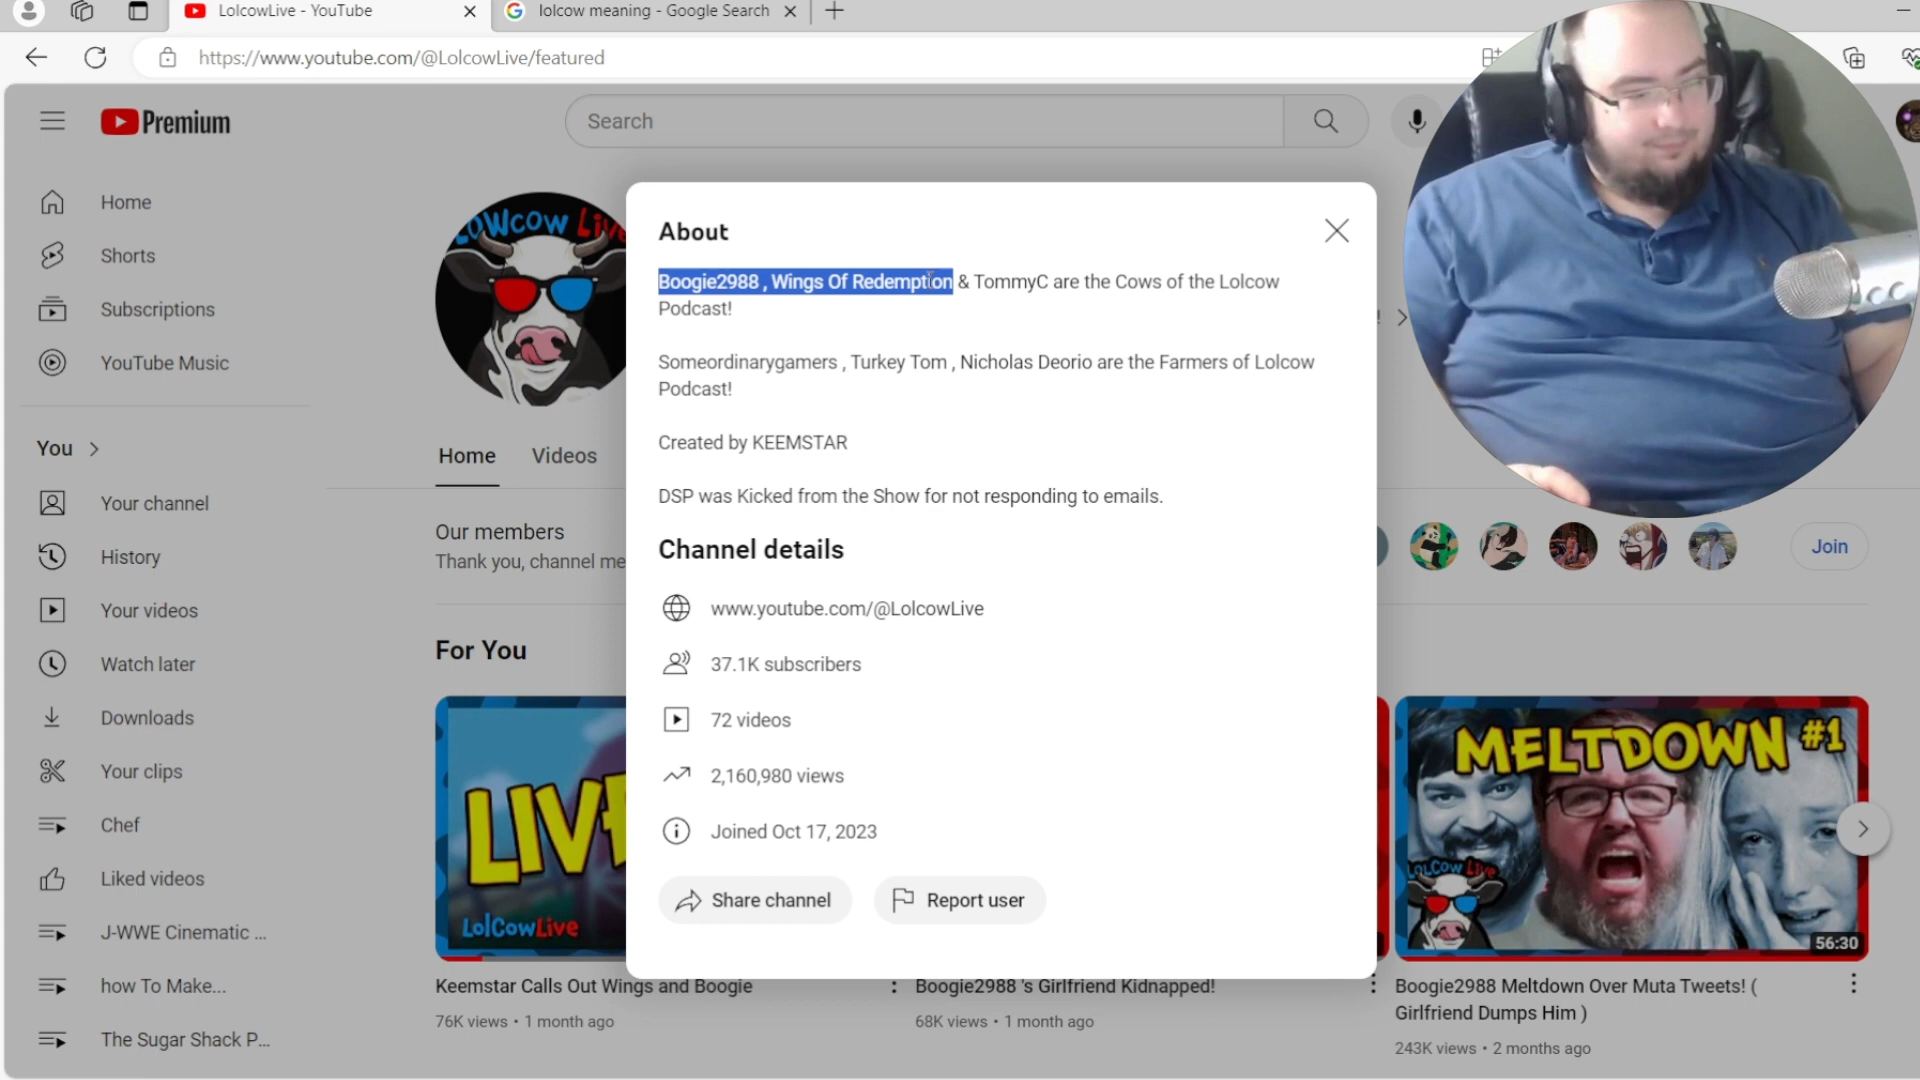 LolcowLive - YouTube
lolcow meaning - Google Search
https://www.youtube.com/@LolcowLive/featured
Premium
Search
Home
Shorts
Subscriptions
YouTube Music
You
Your channel
History
Your videos
Watch later
Downloads
Your clips
Chef
Liked videos
J-WWE Cinematic ...
how To Make...
The Sugar Shack P...
Home Videos
Our members
Thank you, channel me
Join
For You
About
Boogie2988 , Wings Of Redemption & TommyC are the Cows of the Lolcow
Podcast!
Someordinarygamers , Turkey Tom , Nicholas Deorio are the Farmers of Lolcow
Podcast!
Created by KEEMSTAR
DSP was Kicked from the Show for not responding to emails.
Channel details
www.youtube.com/@LolcowLive
37.1K subscribers
72 videos
2,160,980 views
Joined Oct 17, 2023
Share channel
Report user
LolCowLive
Keemstar Calls Out Wings and Boogie
76K views • 1 month ago
Boogie2988 's Girlfriend Kidnapped!
68K views • 1 month ago
MELTDOWN #1
LolCow Live
56:30
Boogie2988 Meltdown Over Muta Tweets! (
Girlfriend Dumps Him )
243K views • 2 months ago